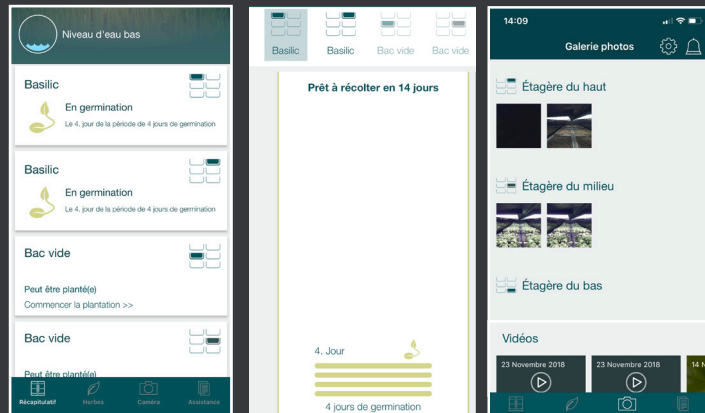 Niveau d'eau bas
Basilic
En germination
Le 4. jour de la période de 4 jours de germination
Basilic
En germination
Le 4. jour de la période de 4 jours de germination
Bac vide
Peut être planté(e)
Commencer la plantation >>
Bac vide
Peut être planté(e)
Récapitulatif Herbes Caméra Assistance
Basilic Basilic Bac vide Bac vide
Prêt à récolter en 14 jours
4. Jour
4 jours de germination
14:09
Galerie photos
Étagère du haut
Étagère du milieu
Étagère du bas
Vidéos
23 Novembre 2018 23 Novembre 2018 14 N